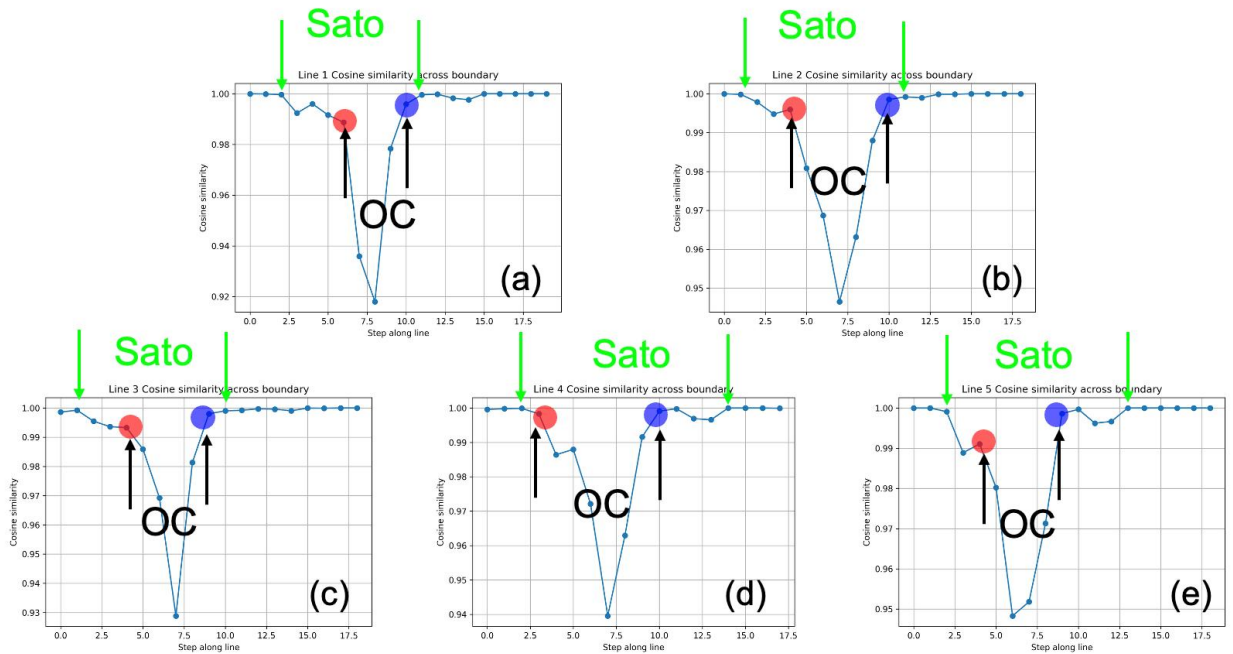 Sato
Line 1 Cosine similarity across boundary
1.00
0.98
0.96
0.94
0.92
Cosine similarity
OC
(a)
0.0 2.5 5.0 7.5 10.0 12.5 15.0 17.5
Step along line
Sato
Line 2 Cosine similarity across boundary
1.00
0.99
0.98
0.97
0.96
0.95
Cosine similarity
OC
(b)
0.0 2.5 5.0 7.5 10.0 12.5 15.0 17.5
Step along line
Sato
Line 3 Cosine similarity across boundary
1.00
0.99
0.98
0.97
0.96
0.95
0.94
0.93
Cosine similarity
OC
(c)
0.0 2.5 5.0 7.5 10.0 12.5 15.0 17.5
Step along line
Sato
Line 4 Cosine similarity across boundary
1.00
0.99
0.98
0.97
0.96
0.95
0.94
Cosine similarity
OC
(d)
0.0 2.5 5.0 7.5 10.0 12.5 15.0 17.5
Step along line
Sato
Line 5 Cosine similarity across boundary
1.00
0.99
0.98
0.97
0.96
0.95
Cosine similarity
OC
(e)
0.0 2.5 5.0 7.5 10.0 12.5 15.0 17.5
Step along line